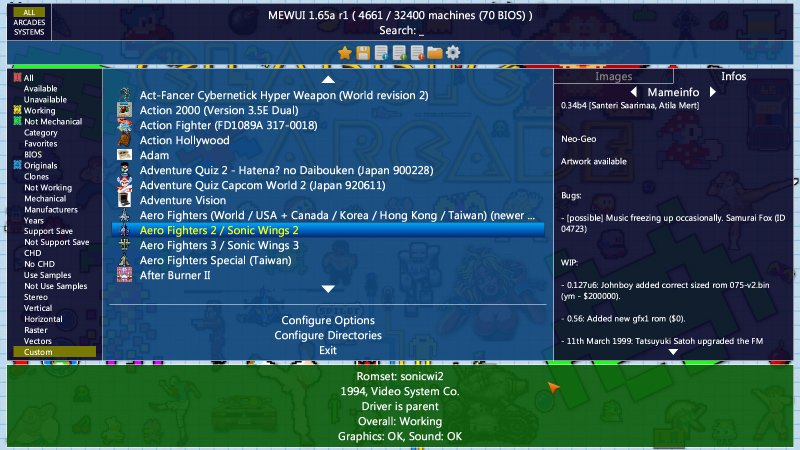 ALL
ARCADES
SYSTEMS
MEWUI 1.65a r1 ( 4661 / 32400 machines (70 BIOS) )
Search: _
All
Available
Unavailable
Working
Not Mechanical
Category
Favorites
BIOS
Originals
Clones
Not Working
Mechanical
Manufacturers
Years
Support Save
Not Support Save
CHD
No CHD
Use Samples
Not Use Samples
Stereo
Vertical
Horizontal
Raster
Vectors
Custom
Act-Fancer Cybernetick Hyper Weapon (World revision 2)
Action 2000 (Version 3.5E Dual)
Action Fighter (FD1089A 317-0018)
Action Hollywood
Adam
Adventure Quiz 2 - Hatena? no Daibouken (Japan 900228)
Adventure Quiz Capcom World 2 (Japan 920611)
Adventure Vision
Aero Fighters (World / USA + Canada / Korea / Hong Kong / Taiwan) (newer ...
Aero Fighters 2 / Sonic Wings 2
Aero Fighters 3 / Sonic Wings 3
Aero Fighters Special (Taiwan)
After Burner II
Configure Options
Configure Directories
Exit
Images
Infos
Mameinfo
0.34b4 [Santeri Saarimaa, Atila Mert]
Neo-Geo
Artwork available
Bugs:
- [possible] Music freezing up occasionally. Samurai Fox (ID
04723)
WIP:
- 0.127u6: Johnboy added correct sized rom 075-v2.bin
(ym - $200000).
- 0.56: Added new gfx1 rom ($0).
- 11th March 1999: Tatsuyuki Satoh upgraded the FM
Romset: sonicwi2
1994, Video System Co.
Driver is parent
Overall: Working
Graphics: OK, Sound: OK